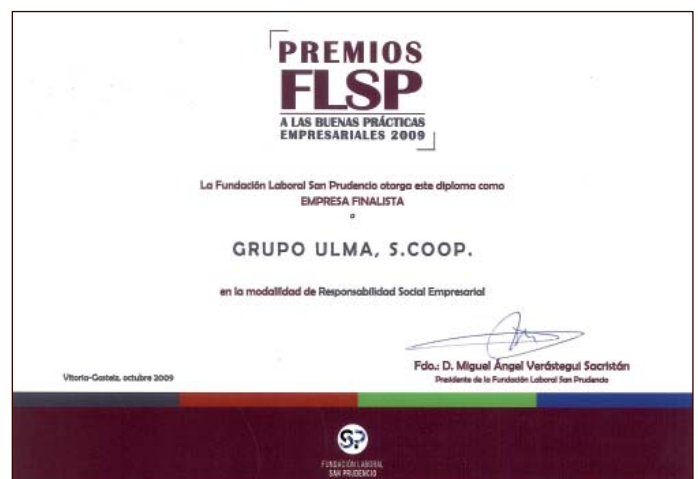 PREMIOS
FLSP
A LAS BUENAS PRÁCTICAS
EMPRESARIALES 2009
La Fundación Laboral San Prudencio otorga este diploma como
EMPRESA FINALISTA
a
GRUPO ULMA, S.COOP.
en la modalidad de Responsabilidad Social Empresarial
Fdo.: D. Miguel Ángel Verástegui Sacristán
Presidente de la Fundación Laboral San Prudencio
Vitoria-Gasteiz, octubre 2009
SP
FUNDACIÓN LABORAL
SAN PRUDENCIO